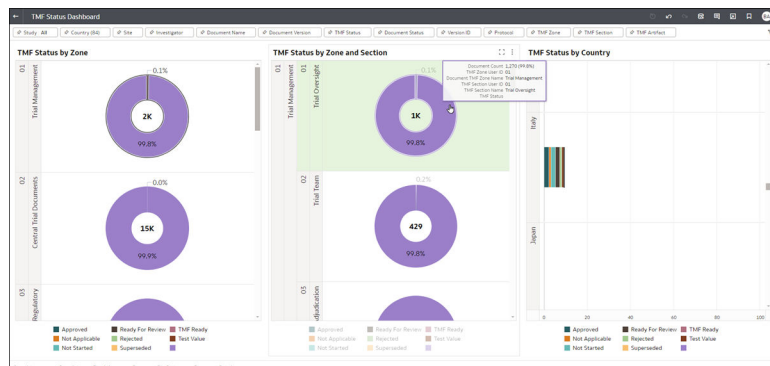 TMF Status Dashboard
Study All
Country (84)
Site
Investigator
Document Name
Document Version
TMF Status
Document Status
Version ID
Protocol
TMF Zone
TMF Section
TMF Artifact
TMF Status by Zone
01
Trial Management
0.1%
2K
99.8%
02
Central Trial Documents
0.0%
15K
99.9%
03
Regulatory
Approved
Ready For Review
TMF Ready
Not Applicable
Rejected
Test Value
Not Started
Superseded
TMF Status by Zone and Section
01
Trial Management
01
Trial Oversight
0.1%
1K
99.8%
Document Count 1,270 (99.8%)
TMF Zone User ID 01
Document TMF Zone Name Trial Management
TMF Section User ID 01
TMF Section Name Trial Oversight
TMF Status
02
Trial Team
0.2%
429
99.8%
03
Approved
Ready For Review
TMF Ready
Not Applicable
Rejected
Test Value
Not Started
Superseded
TMF Status by Country
Italy
Japan
0
20
40
60
80
100
Approved
Ready For Review
TMF Ready
Not Applicable
Rejected
Test Value
Not Started
Superseded